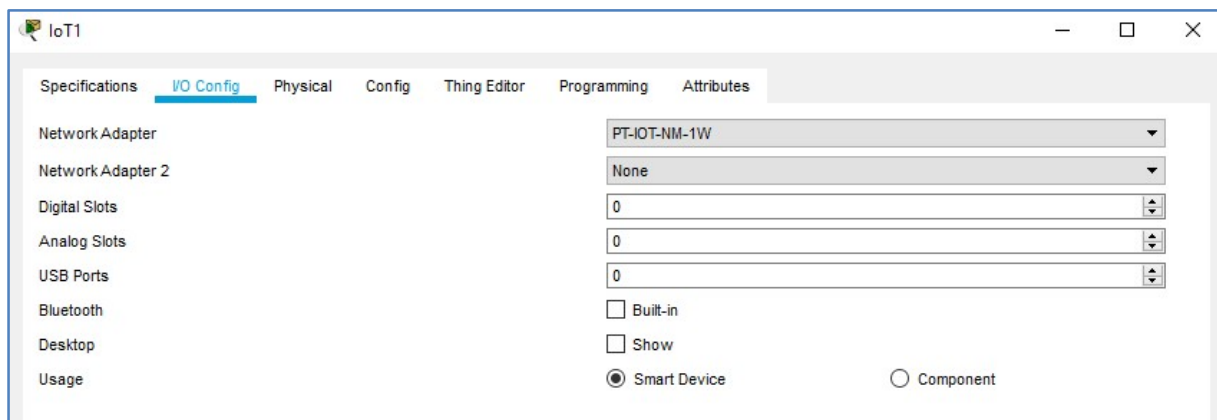 IoT1
Specifications I/O Config Physical Config Thing Editor Programming Attributes
Network Adapter PT-IOT-NM-1W
Network Adapter 2 None
Digital Slots 0
Analog Slots 0
USB Ports 0
Bluetooth Built-in
Desktop Show
Usage Smart Device Component